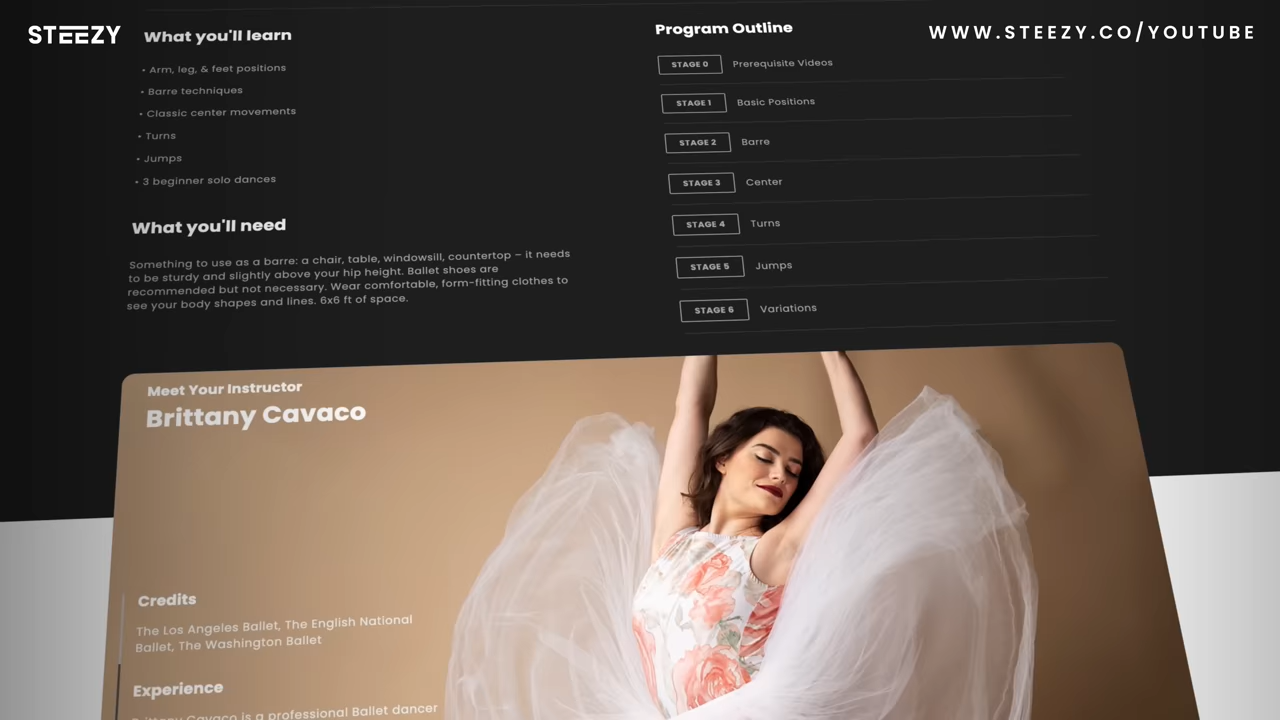 STEEZY
WWW.STEEZY.CO/YOUTUBE
What you'll learn
• Arm, leg, & feet positions
• Barre techniques
• Classic center movements
• Turns
• Jumps
• 3 beginner solo dances
What you'll need
Something to use as a barre: a chair, table, windowsill, countertop – it needs
to be sturdy and slightly above your hip height. Ballet shoes are
recommended but not necessary. Wear comfortable, form-fitting clothes to
see your body shapes and lines. 6x6 ft of space.
Program Outline
STAGE 0 Prerequisite Videos
STAGE 1 Basic Positions
STAGE 2 Barre
STAGE 3 Center
STAGE 4 Turns
STAGE 5 Jumps
STAGE 6 Variations
Meet Your Instructor
Brittany Cavaco
Credits
The Los Angeles Ballet, The English National
Ballet, The Washington Ballet
Experience
Brittany Cavaco is a professional Ballet dancer